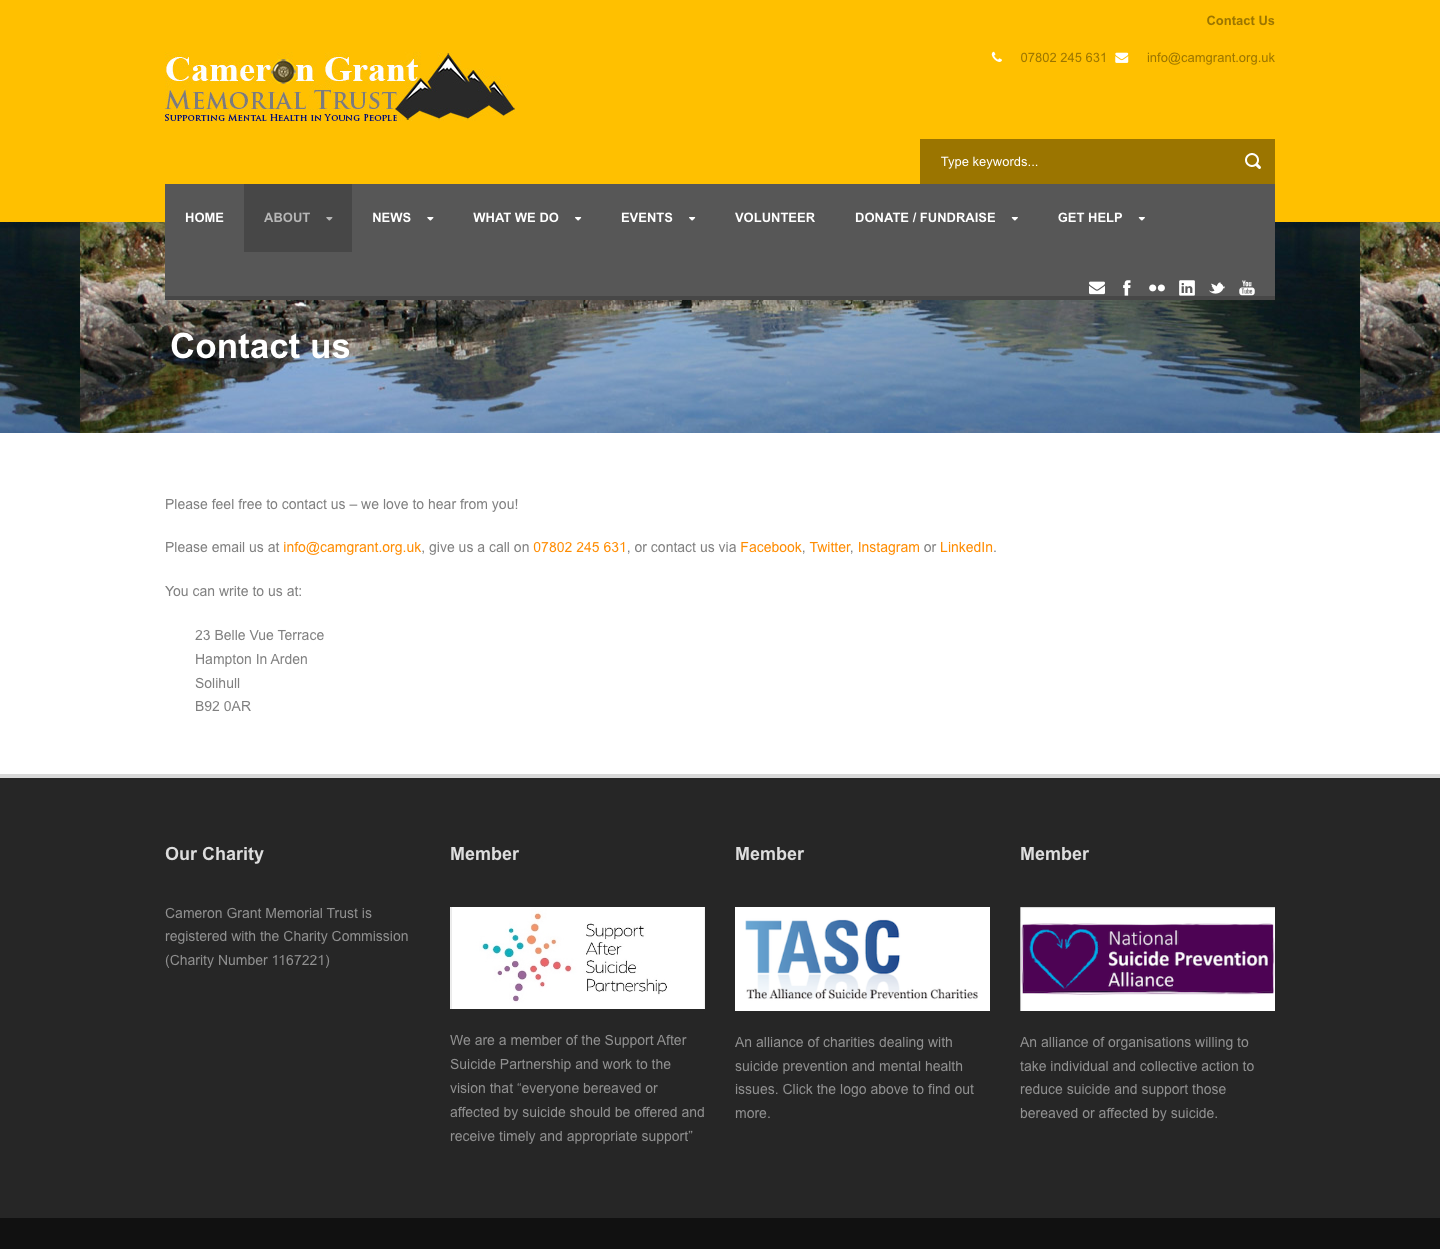 Contact Us
07802 245 631 info@camgrant.org.uk
Cameron Grant
Memorial Trust
Supporting Mental Health in Young People
Type keywords...
HOME ABOUT NEWS WHAT WE DO EVENTS VOLUNTEER DONATE / FUNDRAISE GET HELP
You Tube
Contact us
Please feel free to contact us – we love to hear from you!
Please email us at info@camgrant.org.uk, give us a call on 07802 245 631, or contact us via Facebook, Twitter, Instagram or LinkedIn.
You can write to us at:
23 Belle Vue Terrace
Hampton In Arden
Solihull
B92 0AR
Our Charity
Cameron Grant Memorial Trust is
registered with the Charity Commission
(Charity Number 1167221)
Member
Support
After
Suicide
Partnership
We are a member of the Support After
Suicide Partnership and work to the
vision that “everyone bereaved or
affected by suicide should be offered and
receive timely and appropriate support”
Member
TASC
The Alliance of Suicide Prevention Charities
An alliance of charities dealing with
suicide prevention and mental health
issues. Click the logo above to find out
more.
Member
National
Suicide Prevention
Alliance
An alliance of organisations willing to
take individual and collective action to
reduce suicide and support those
bereaved or affected by suicide.